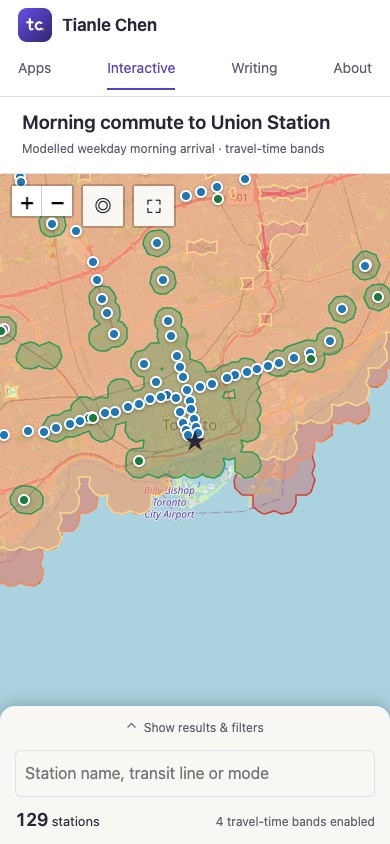 tc
Tianle Chen
Apps
Interactive
Writing
About
Morning commute to Union Station
Modelled weekday morning arrival · travel-time bands
+
−
401
Toronto
Billy Bishop
Toronto
City Airport
Show results & filters
Station name, transit line or mode
129 stations
4 travel-time bands enabled